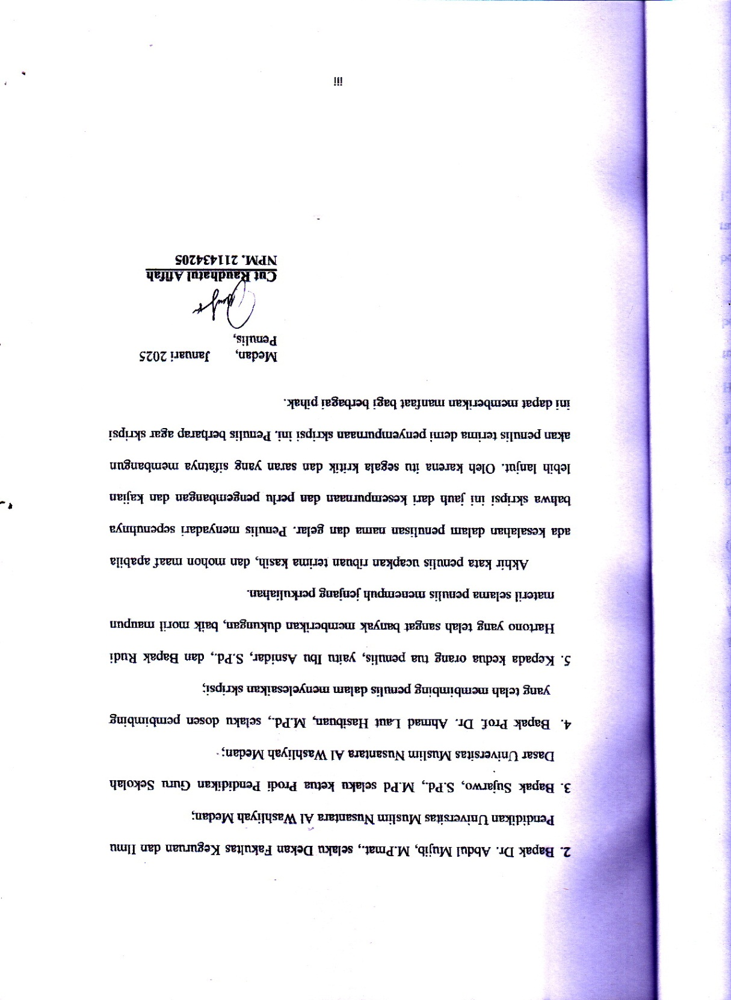 2. Bapak Dr. Abdul Mujib, M.Pmat., selaku Dekan Fakultas Keguruan dan Ilmu
Pendidikan Universitas Muslim Nusantara Al Washliyah Medan;
3. Bapak Sujarwo, S.Pd., M.Pd selaku ketua Prodi Pendidikan Guru Sekolah
Dasar Universitas Muslim Nusantara Al Washliyah Medan;
4. Bapak Prof. Dr. Ahmad Laut Hasibuan, M.Pd., selaku dosen pembimbing
yang telah membimbing penulis dalam menyelesaikan skripsi;
5. Kepada kedua orang tua penulis, yaitu Ibu Asnidar, S.Pd., dan Bapak Rudi
Hartono yang telah sangat banyak memberikan dukungan, baik moril maupun
materil selama penulis menempuh jenjang perkuliahan.
Akhir kata penulis ucapkan ribuan terima kasih, dan mohon maaf apabila
ada kesalahan dalam penulisan nama dan gelar. Penulis menyadari sepenuhnya
bahwa skripsi ini jauh dari kesempurnaan dan perlu pengembangan dan kajian
lebih lanjut. Oleh karena itu segala kritik dan saran yang sifatnya membangun
akan penulis terima demi penyempurnaan skripsi ini. Penulis berharap agar skripsi
ini dapat memberikan manfaat bagi berbagai pihak.
Medan, Januari 2025
Penulis,
Cut Raudhatul Afifah
NPM. 211434205
iii